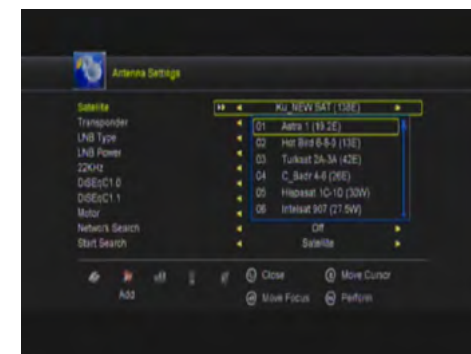 Antenna Settings
Satellite
KU_NEW SAT (138E)
Transponder
LNB Type
LNB Power
22KHz
DiSEqC1.0
DiSEqC1.1
Motor
Network Search
Off
Start Search
Satellite
01 Astra 1 (19.2E)
02 Hot Bird 6-8-9 (13E)
03 Turksat 2A-3A (42E)
04 C_Badr 4-6 (26E)
05 Hispasat 1C-1D (30W)
06 Intelsat 907 (27.5W)
Add
Close
Move Cursor
Move Focus
Perform